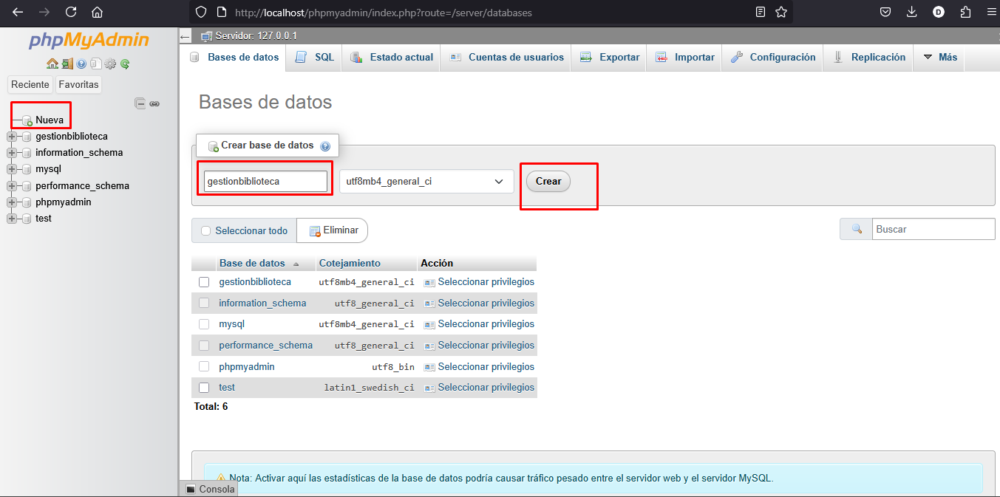 http://localhost/phpmyadmin/index.php?route=/server/databases
D
phpMyAdmin
Reciente Favoritas
Nueva
gestionbiblioteca
information_schema
mysql
performance_schema
phpmyadmin
test
Servidor: 127.0.0.1
Bases de datos SQL Estado actual Cuentas de usuarios Exportar Importar Configuración Replicación Más
Bases de datos
Crear base de datos
gestionbiblioteca utf8mb4_general_ci Crear
Seleccionar todo Eliminar Buscar
Base de datos Cotejamiento Acción
gestionbiblioteca utf8mb4_general_ci Seleccionar privilegios
information_schema utf8_general_ci Seleccionar privilegios
mysql utf8mb4_general_ci Seleccionar privilegios
performance_schema utf8_general_ci Seleccionar privilegios
phpmyadmin utf8_bin Seleccionar privilegios
test latin1_swedish_ci Seleccionar privilegios
Total: 6
Nota: Activar aquí las estadísticas de la base de datos podría causar tráfico pesado entre el servidor web y el servidor MySQL.
Consola